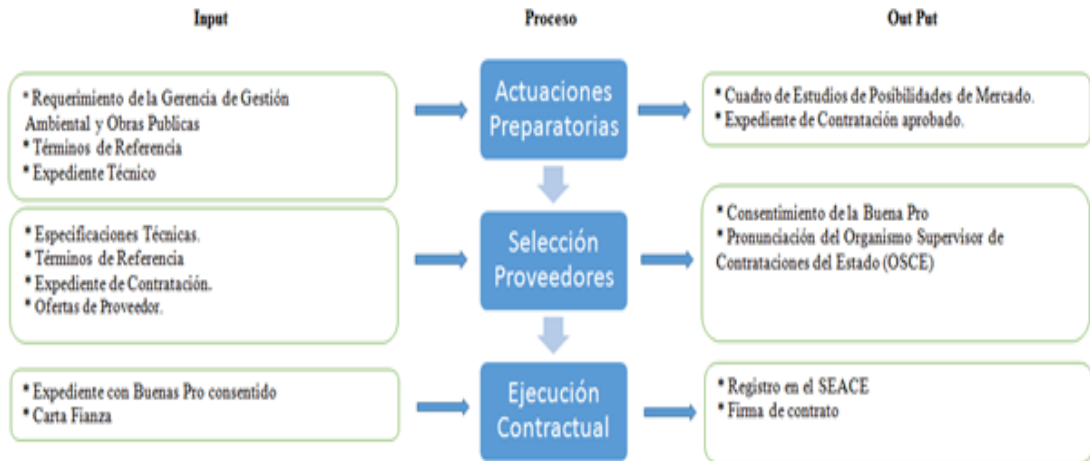 Input
Proceso
Out Put
* Requerimiento de la Gerencia de Gestión
Ambiental y Obras Publicas
* Términos de Referencia
* Expediente Técnico
Actuaciones
Preparatorias
* Cuadro de Estudios de Posibilidades de Mercado.
* Expediente de Contratación aprobado.
* Especificaciones Técnicas.
* Términos de Referencia
* Expediente de Contratación.
* Ofertas de Proveedor.
Selección
Proveedores
* Consentimiento de la Buena Pro
* Pronunciación del Organismo Supervisor de
Contrataciones del Estado (OSCE)
* Expediente con Buenas Pro consentido
* Carta Fianza
Ejecución
Contractual
* Registro en el SEACE
* Firma de contrato